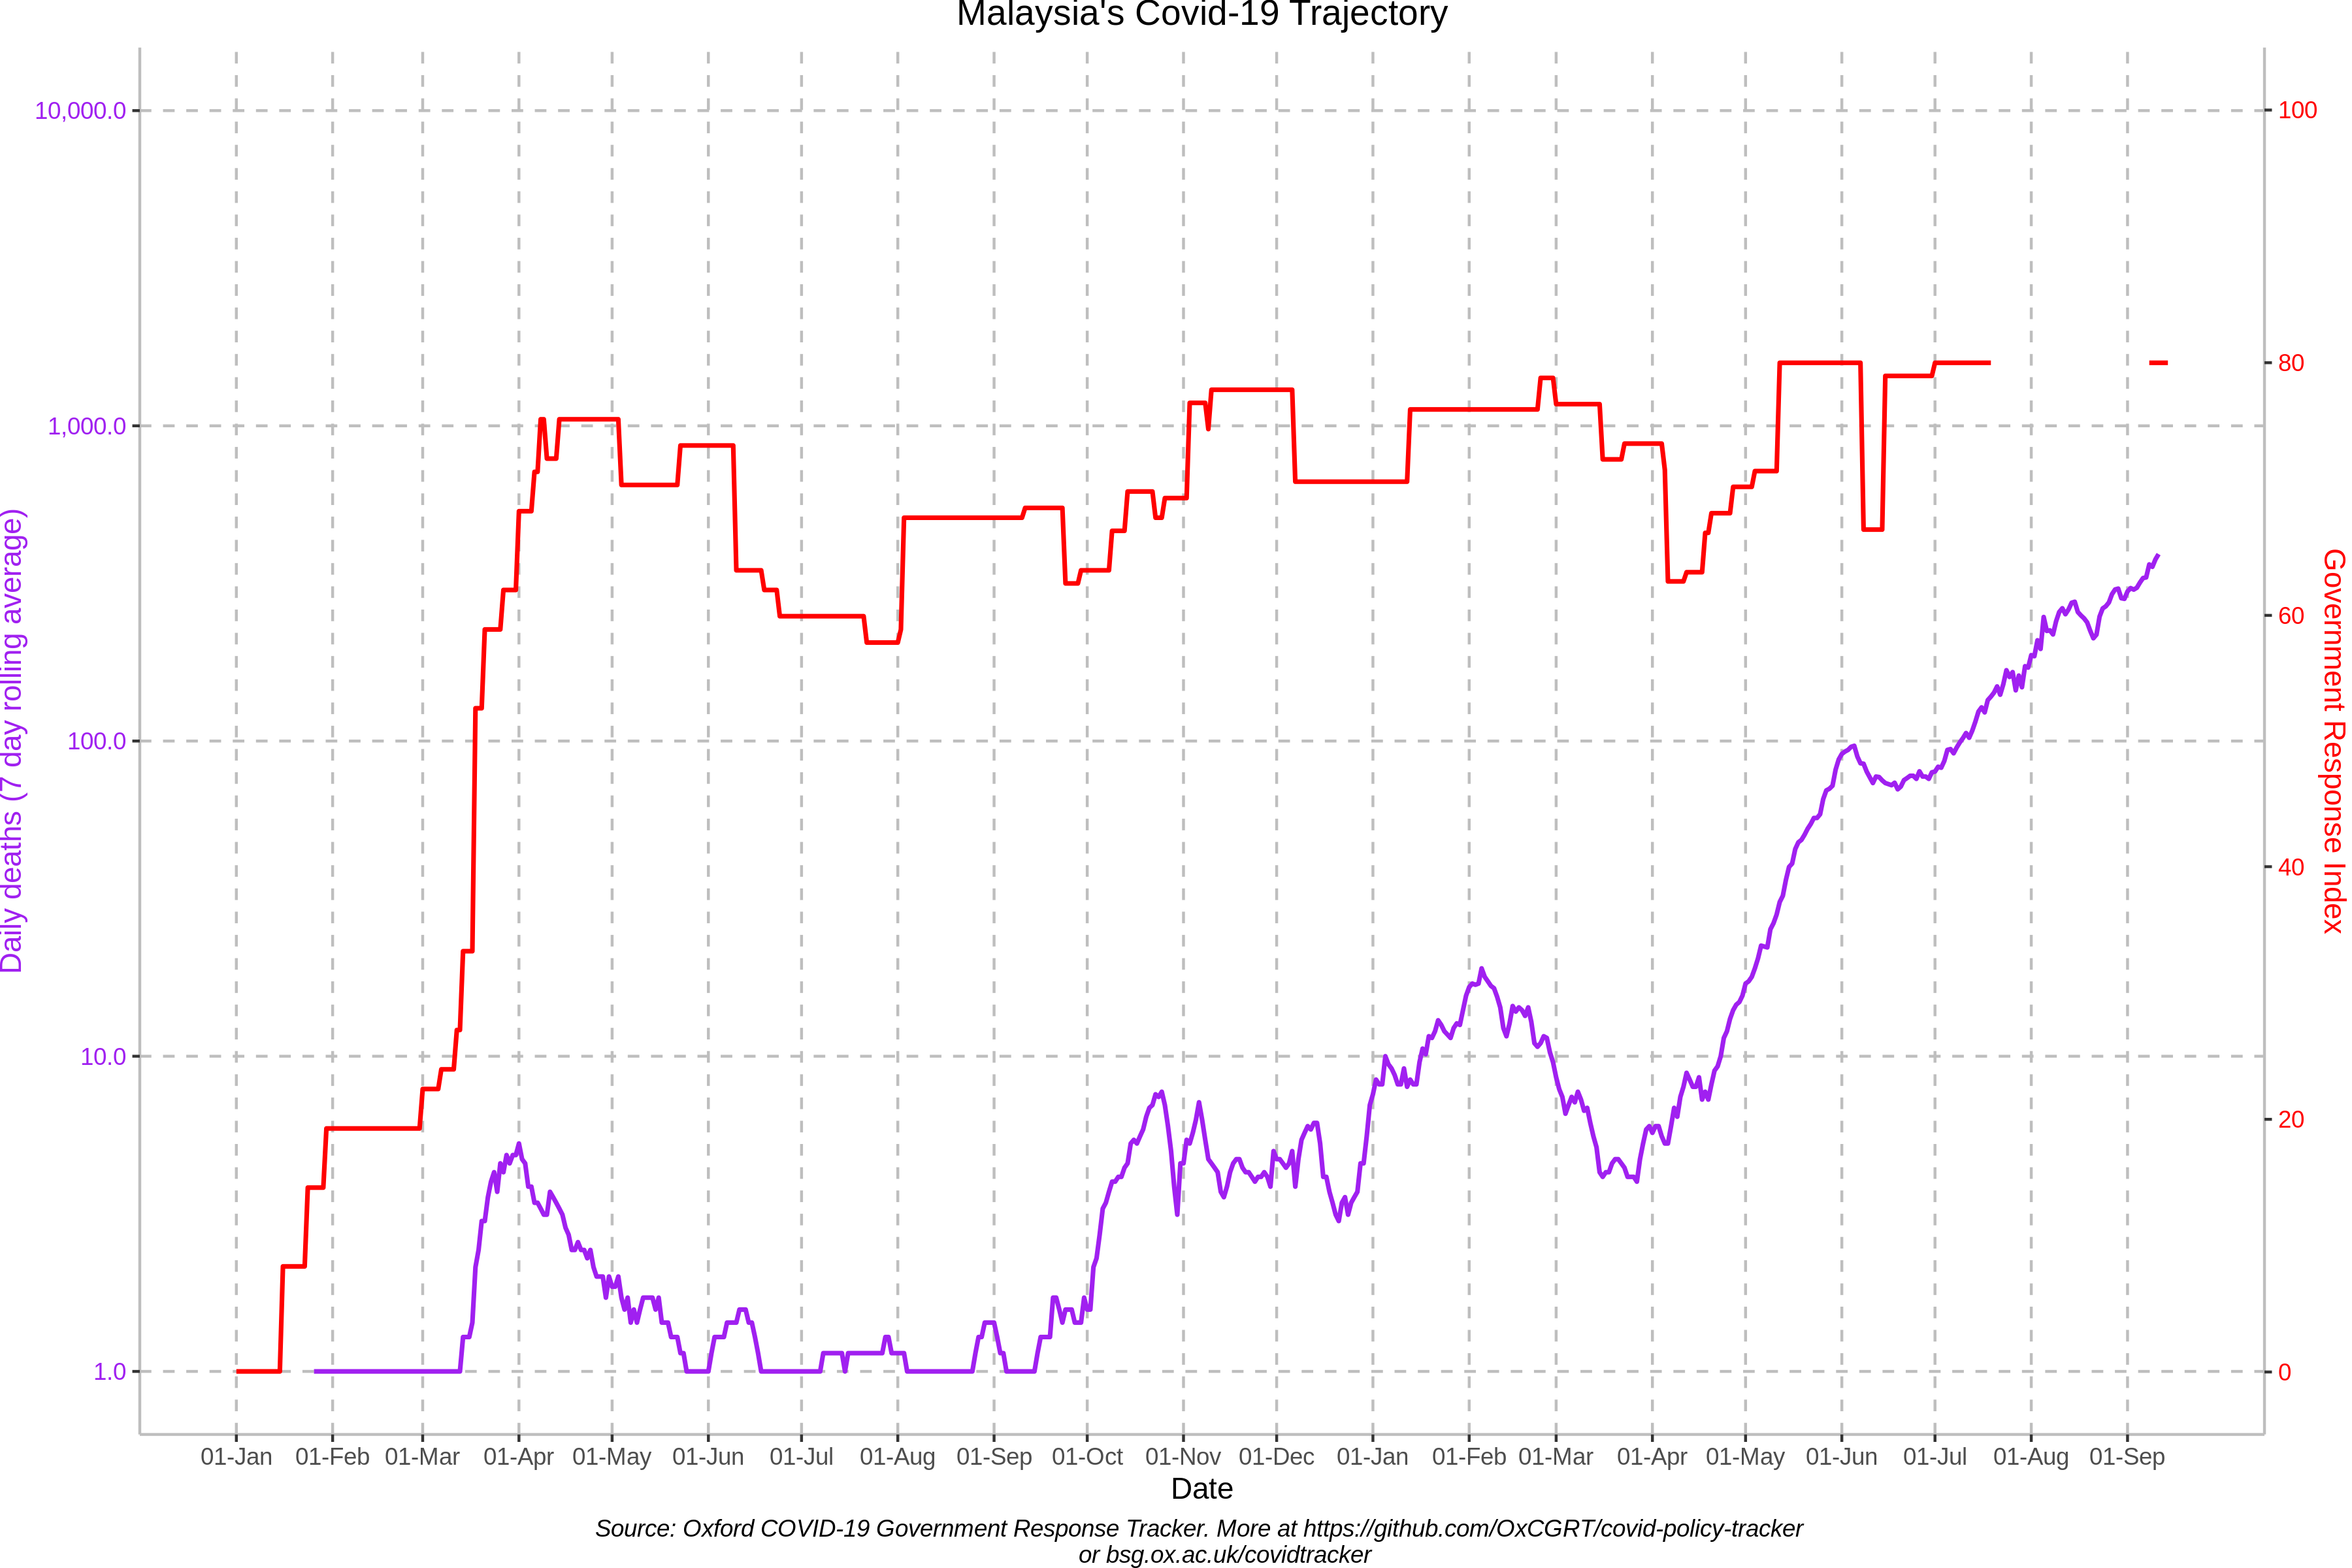 Malaysia's Covid-19 Trajectory
10,000.0
1,000.0
100.0
10.0
1.0
Daily deaths (7 day rolling average)
100
80
60
40
20
0
Government Response Index
01-Jan 01-Feb 01-Mar 01-Apr 01-May 01-Jun 01-Jul 01-Aug 01-Sep 01-Oct 01-Nov 01-Dec 01-Jan 01-Feb 01-Mar 01-Apr 01-May 01-Jun 01-Jul 01-Aug 01-Sep
Date
Source: Oxford COVID-19 Government Response Tracker. More at https://github.com/OxCGRT/covid-policy-tracker
or bsg.ox.ac.uk/covidtracker